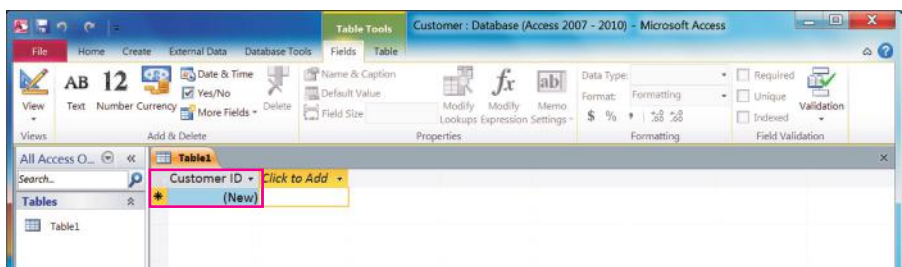 Table Tools
Customer : Database (Access 2007 - 2010) - Microsoft Access
File Home Create External Data Database Tools Fields Table
AB 12 Date & Time Name & Caption fx ab Data Type: Required
Yes/No Default Value Format: Formatting Unique
View Text Number Currency More Fields Delete Field Size Modify Lookups Modify Expression Memo Settings $ % Indexed Validation
Views Add & Delete Properties Formatting Field Validation
All Access O... Table1
Search... Customer ID Click to Add
Tables (New)
Table1